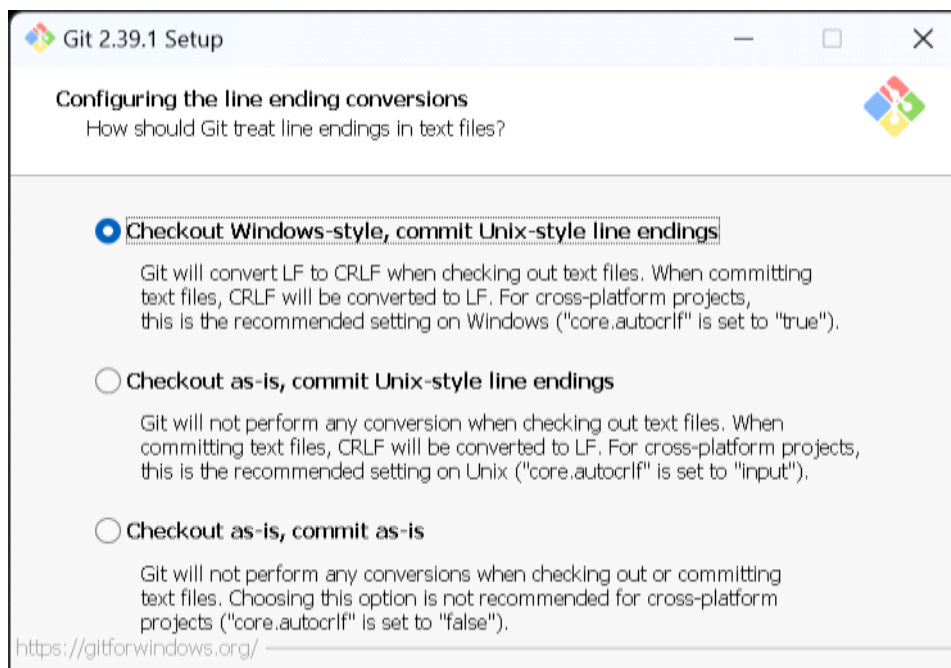 Git 2.39.1 Setup
Configuring the line ending conversions
How should Git treat line endings in text files?
Checkout Windows-style, commit Unix-style line endings
Git will convert LF to CRLF when checking out text files. When committing
text files, CRLF will be converted to LF. For cross-platform projects,
this is the recommended setting on Windows ("core.autocrlf" is set to "true").
Checkout as-is, commit Unix-style line endings
Git will not perform any conversion when checking out text files. When
committing text files, CRLF will be converted to LF. For cross-platform projects,
this is the recommended setting on Unix ("core.autocrlf" is set to "input").
Checkout as-is, commit as-is
Git will not perform any conversions when checking out or committing
text files. Choosing this option is not recommended for cross-platform
projects ("core.autocrlf" is set to "false").
https://gitforwindows.org/